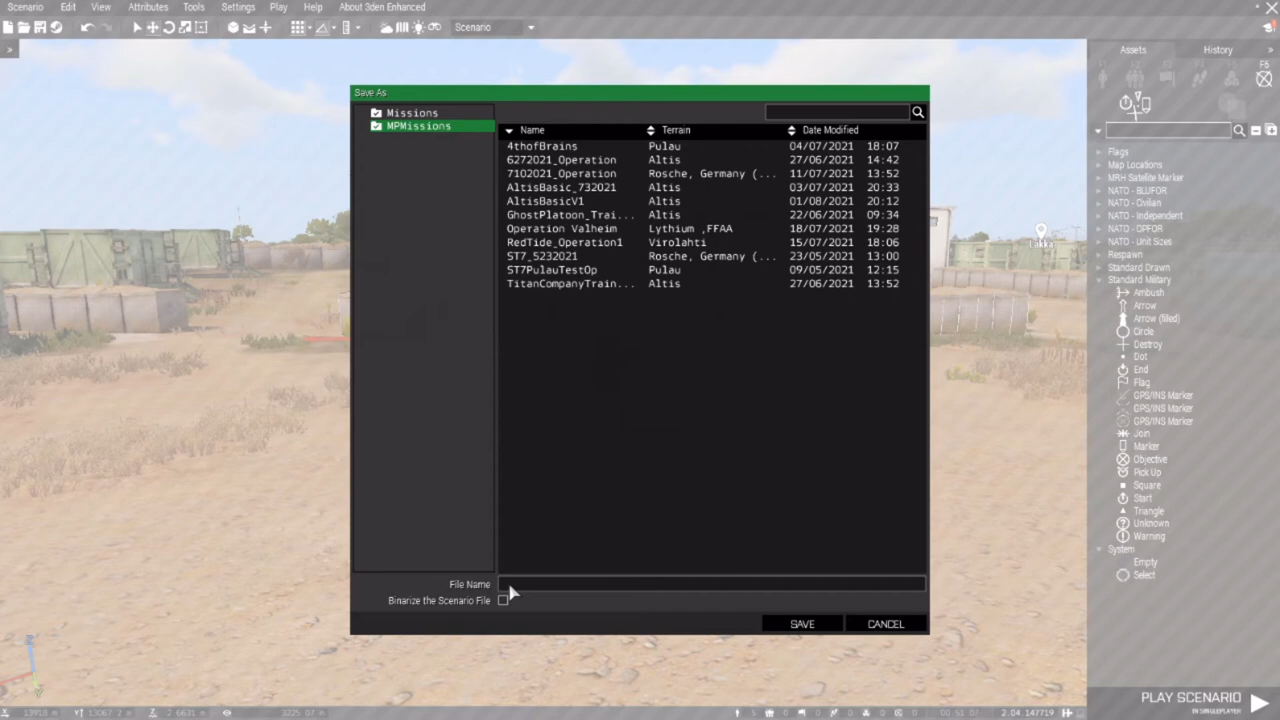 Scenario Edit View Attributes Tools Settings Play Help About 3den Enhanced
Scenario
Assets History
F6
Save As
Missions
MPMissions
Name Terrain Date Modified
4thofBrains Pulau 04/07/2021 18:07
6272021_Operation Altis 27/06/2021 14:42
7102021_Operation Rosche, Germany (... 11/07/2021 13:52
AltisBasic_732021 Altis 03/07/2021 20:33
AltisBasicV1 Altis 01/08/2021 20:12
GhostPlatoon_Trai... Altis 22/06/2021 09:34
Operation Valheim Lythium ,FFAA 18/07/2021 19:28
RedTide_Operation1 Virolahti 15/07/2021 18:06
ST7_5232021 Rosche, Germany (... 23/05/2021 13:00
ST7PulauTestOp Pulau 09/05/2021 12:15
TitanCompanyTrain... Altis 27/06/2021 13:52
File Name
Binarize the Scenario File
SAVE CANCEL
Lakka
Flags
Map Locations
MRH Satellite Marker
NATO - BLUFOR
NATO - Civilian
NATO - Independent
NATO - OPFOR
NATO - Unit Sizes
Respawn
Standard Drawn
Standard Military
Ambush
Arrow
Arrow (filled)
Circle
Destroy
Dot
End
Flag
GPS/INS Marker
GPS/INS Marker
GPS/INS Marker
Join
Marker
Objective
Pick Up
Square
Start
Triangle
Unknown
Warning
System
Empty
Select
PLAY SCENARIO
IN SINGLEPLAYER
2.04.147719